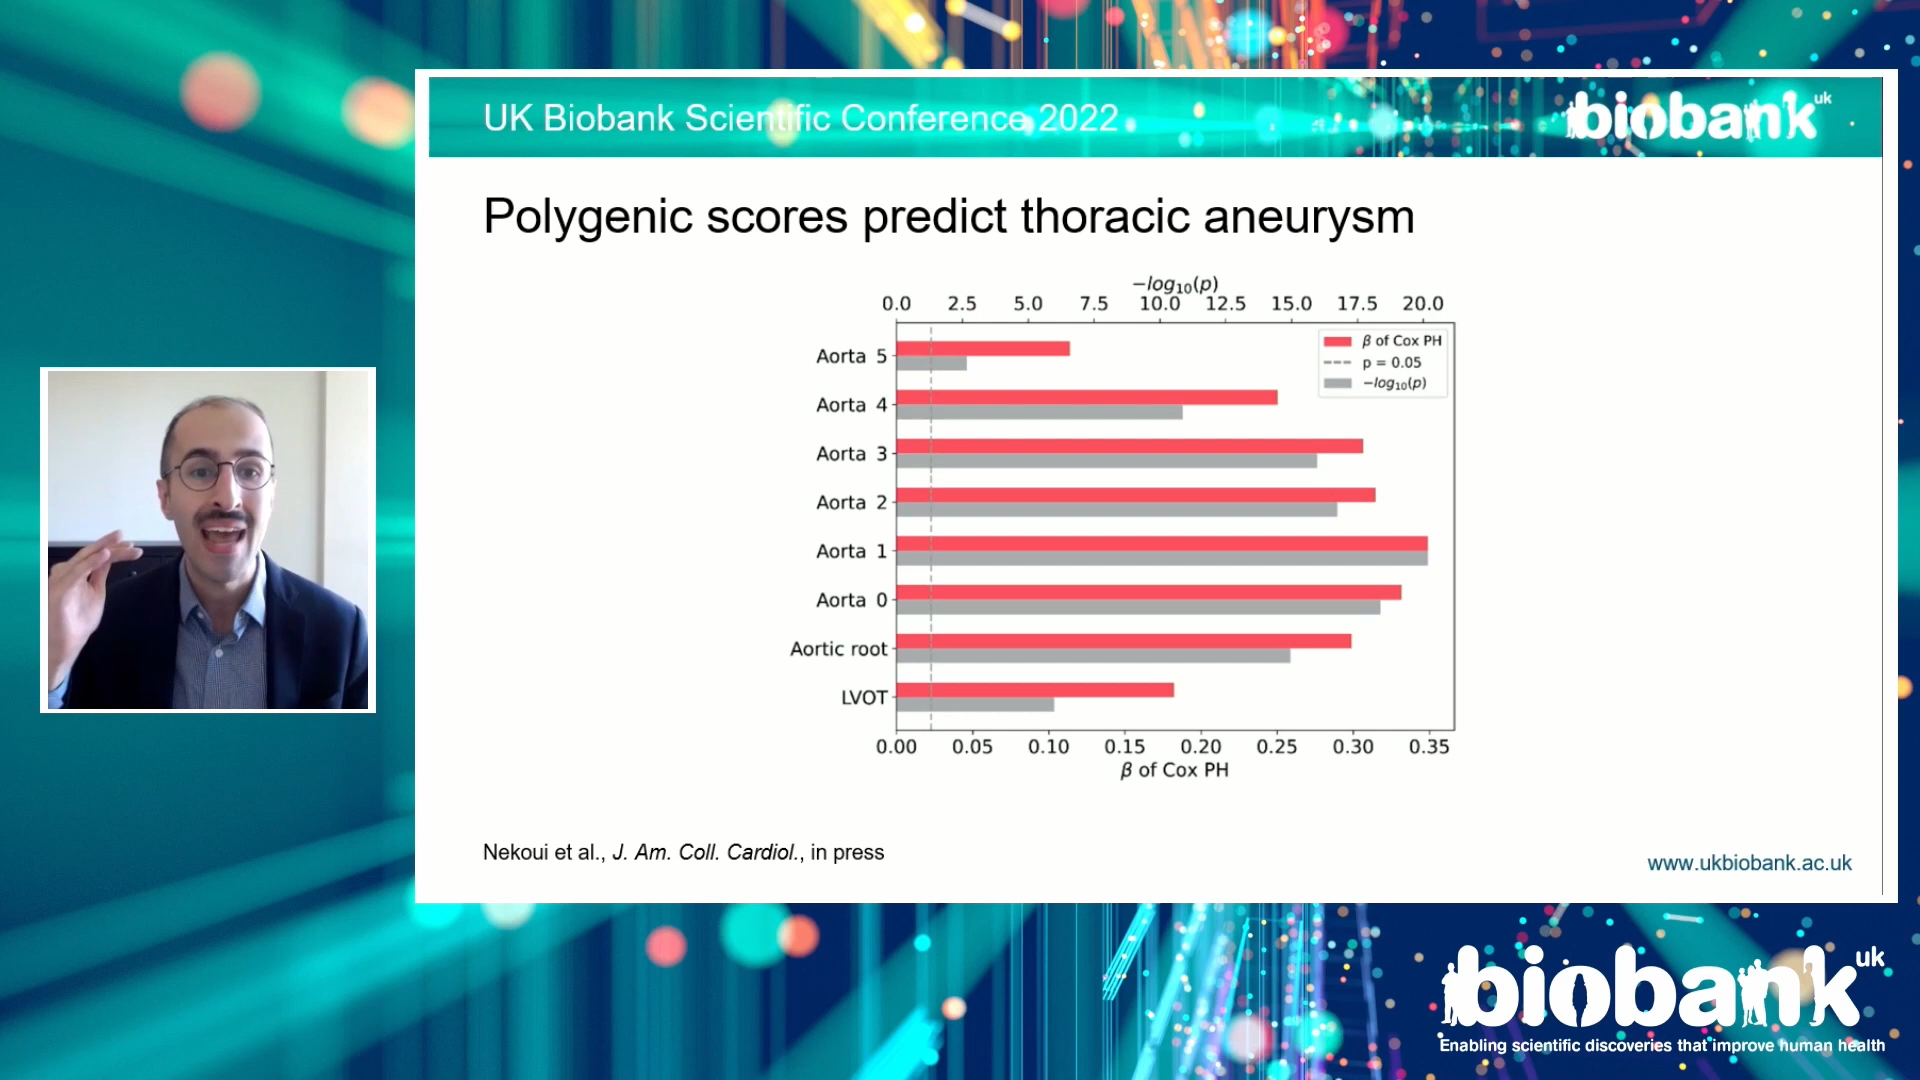 UK Biobank Scientific Conference 2022
biobank uk
Polygenic scores predict thoracic aneurysm
−log10(p)
0.0 2.5 5.0 7.5 10.0 12.5 15.0 17.5 20.0
β of Cox PH
p = 0.05
−log10(p)
Aorta 5
Aorta 4
Aorta 3
Aorta 2
Aorta 1
Aorta 0
Aortic root
LVOT
0.00 0.05 0.10 0.15 0.20 0.25 0.30 0.35
β of Cox PH
Nekoui et al., J. Am. Coll. Cardiol., in press
www.ukbiobank.ac.uk
biobank uk
Enabling scientific discoveries that improve human health